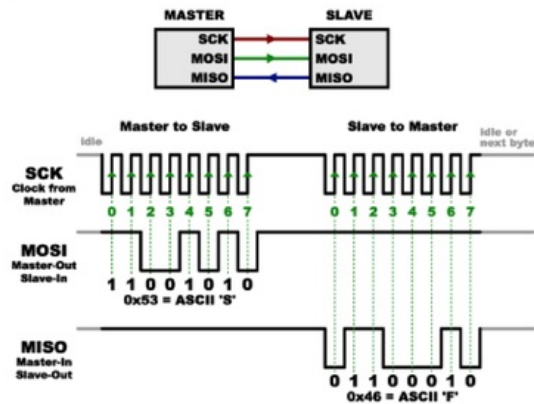 MASTER SLAVE
SCK SCK
MOSI MOSI
MISO MISO
Master to Slave Slave to Master
Idle Idle or
next byte
SCK
Clock from
Master
0 1 2 3 4 5 6 7 0 1 2 3 4 5 6 7
MOSI
Master-Out
Slave-In
1 1 0 0 1 0 1 0
0x53 = ASCII 'S'
MISO
Master-In
Slave-Out
0 1 1 0 0 0 1 0
0x46 = ASCII 'F'